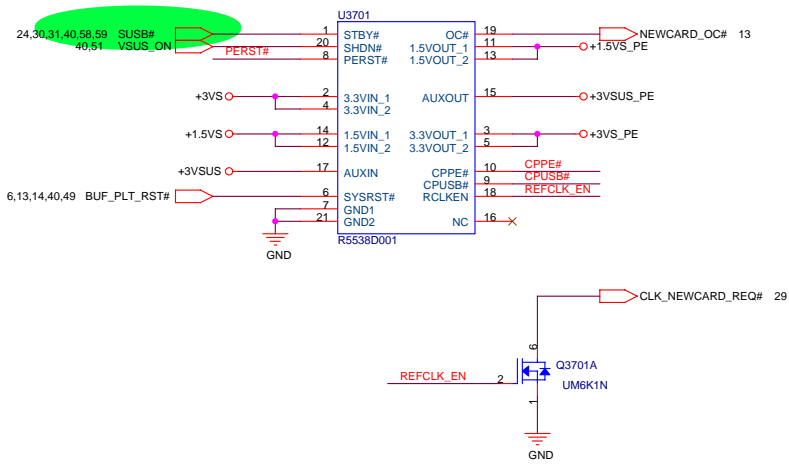 U3701
24,30,31,40,58,59 SUSB# 1 STBY# OC# 19 NEWCARD_OC# 13
40,51 VSUS_ON 20 SHDN# 1.5VOUT_1 11 +1.5VS_PE
PERST# 8 PERST# 1.5VOUT_2 13
+3VS 2 3.3VIN_1 AUXOUT 15 +3VSUS_PE
4 3.3VIN_2
+1.5VS 14 1.5VIN_1 3.3VOUT_1 3 +3VS_PE
12 1.5VIN_2 3.3VOUT_2 5
+3VSUS 17 AUXIN CPPE# 10 CPPE#
CPUSB# 9 CPUSB#
6,13,14,40,49 BUF_PLT_RST# 6 SYSRST# RCLKEN 18 REFCLK_EN
7 GND1
21 GND2 NC 16
R5538D001
GND
CLK_NEWCARD_REQ# 29
6
Q3701A
REFCLK_EN 2
UM6K1N
1
GND